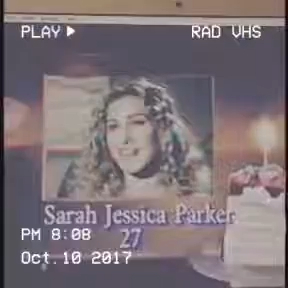 PLAY RAD VHS
Sarah Jessica Parker
27
PM 8:08
Oct.10 2017